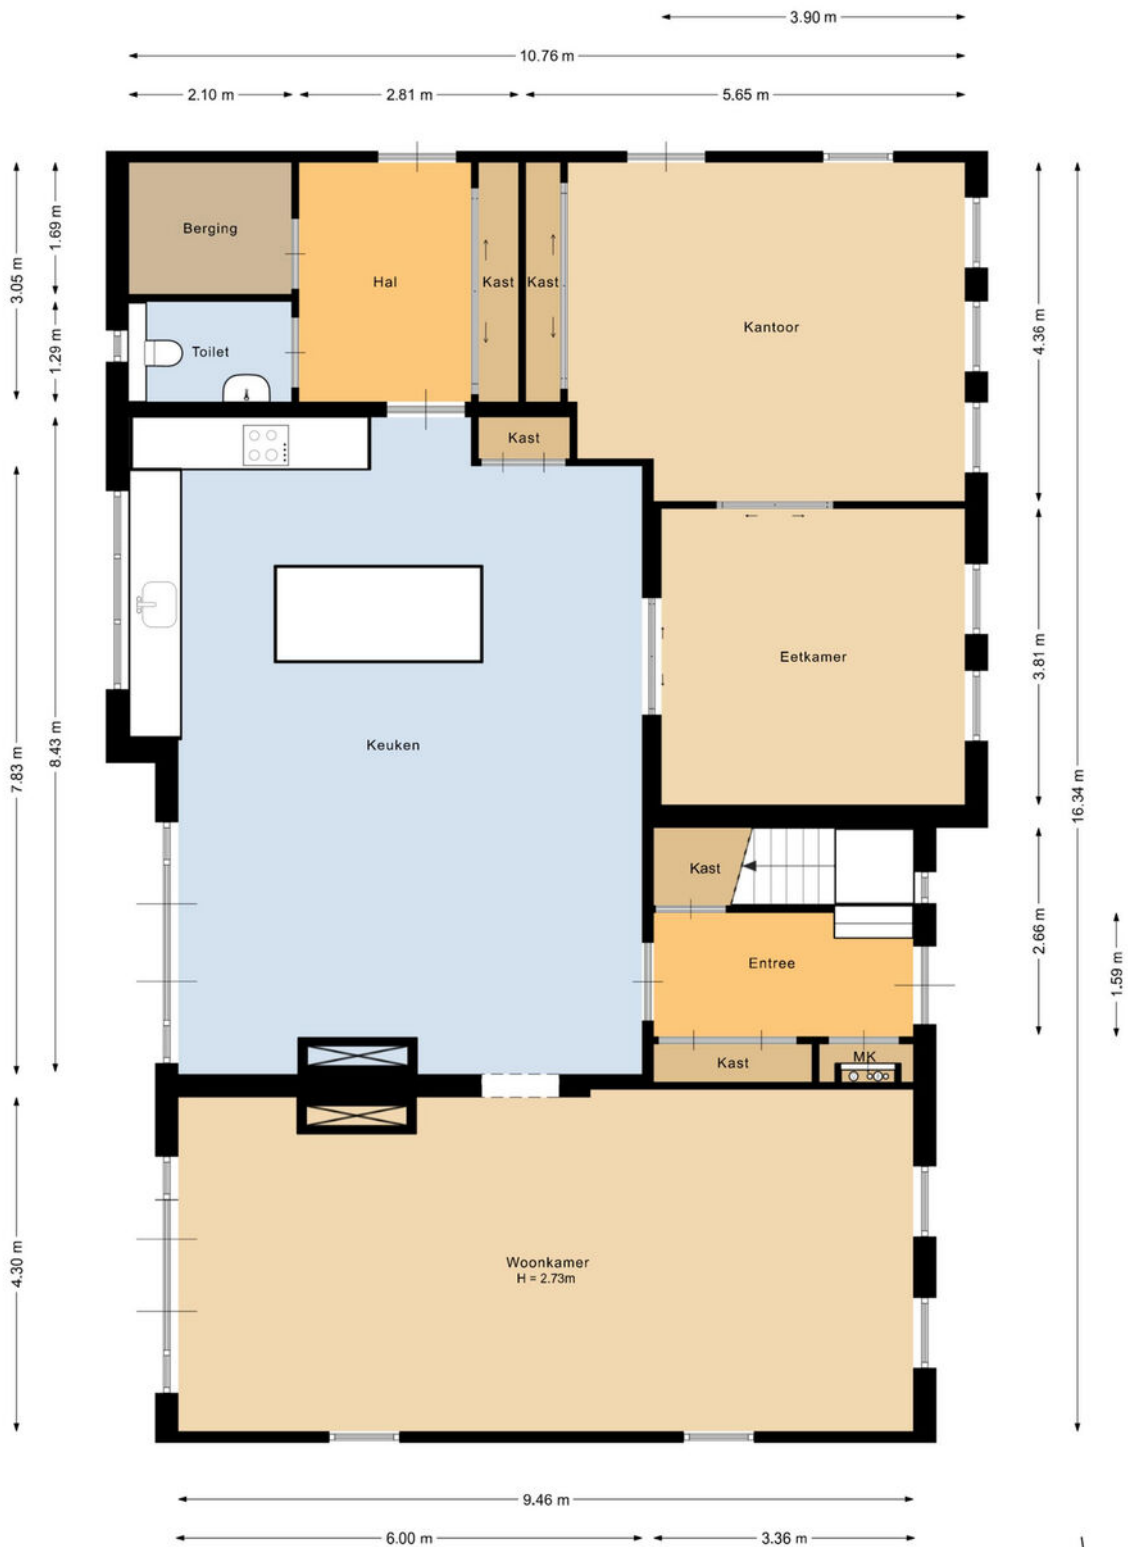 3.90 m
10.76 m
2.10 m
2.81 m
5.65 m
3.05 m
1.69 m
1.29 m
Berging
Hal
Kast
Kast
Kantoor
4.36 m
Toilet
Kast
7.83 m
8.43 m
Keuken
Eetkamer
3.81 m
16.34 m
Kast
Entree
2.66 m
1.59 m
Kast
MK
4.30 m
Woonkamer
H = 2.73m
9.46 m
6.00 m
3.36 m